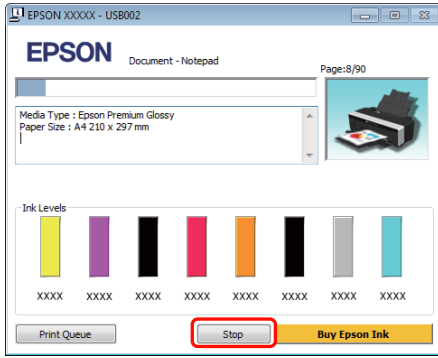 EPSON XXXXX - USB002
EPSON
Document - Notepad
Page:8/90
Media Type : Epson Premium Glossy
Paper Size : A4 210 x 297 mm
Ink Levels
XXXX XXXX XXXX XXXX XXXX XXXX XXXX XXXX
Print Queue
Stop
Buy Epson Ink